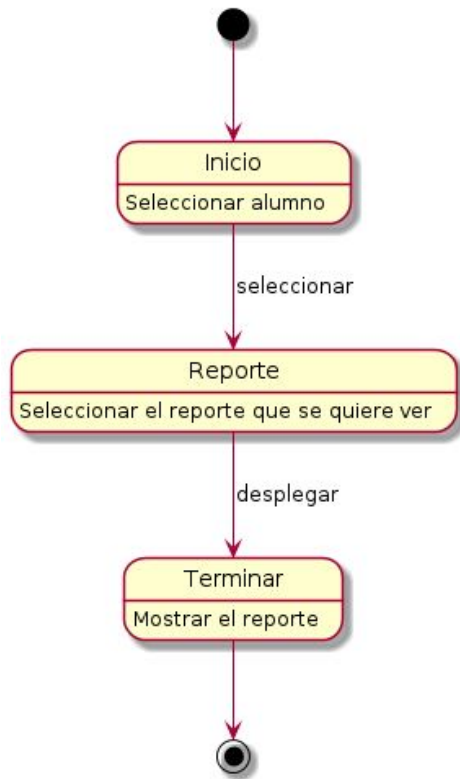 Inicio
Seleccionar alumno
seleccionar
Reporte
Seleccionar el reporte que se quiere ver
desplegar
Terminar
Mostrar el reporte